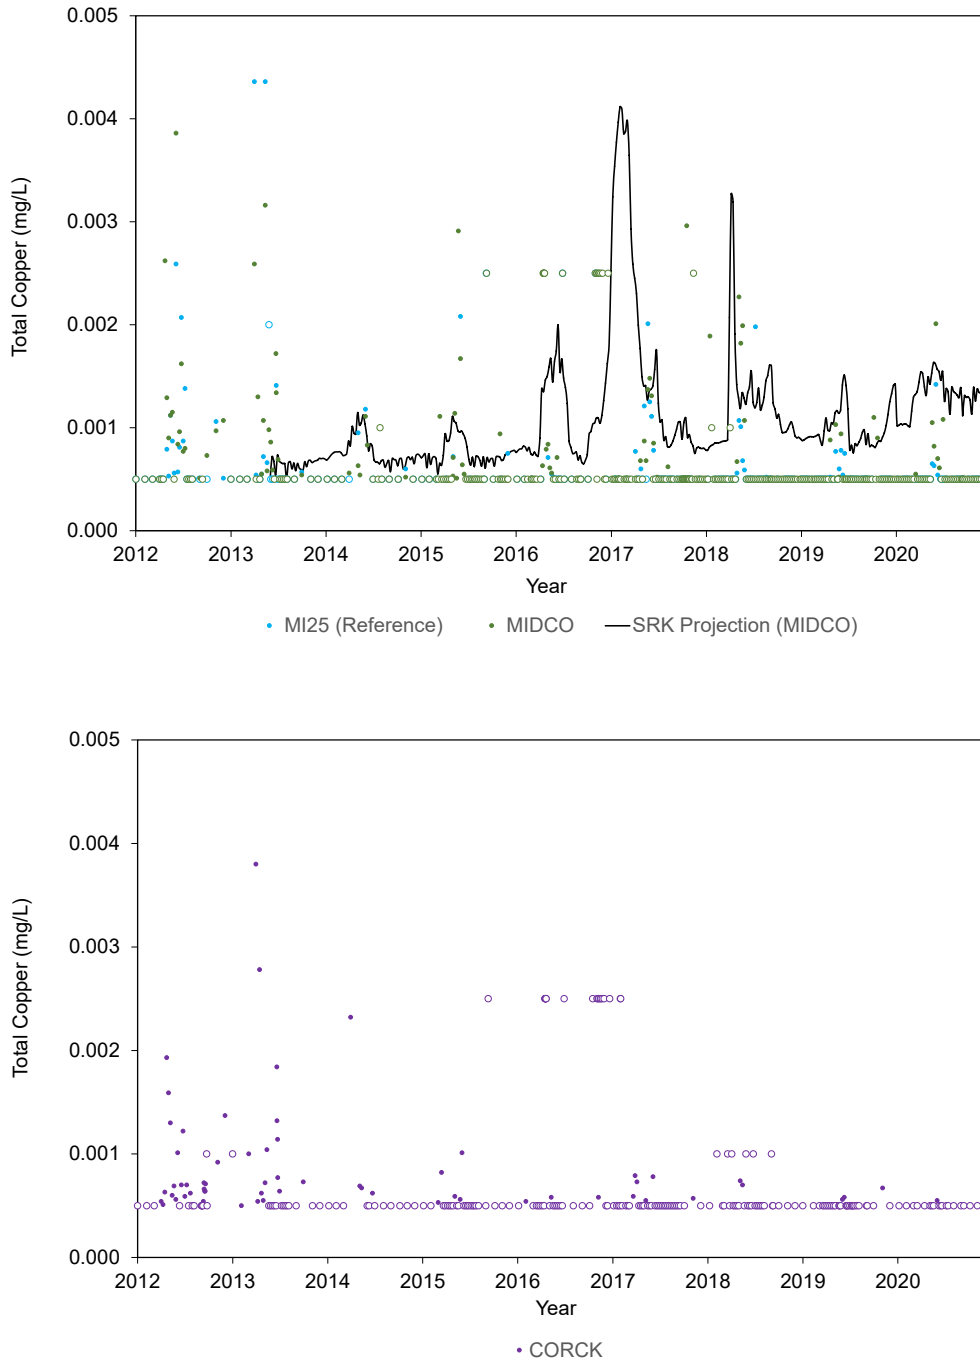 Total Copper (mg/L)
0.005
0.004
0.003
0.002
0.001
0.000
2012 2013 2014 2015 2016 2017 2018 2019 2020
Year
MI25 (Reference) MIDCO SRK Projection (MIDCO)
Total Copper (mg/L)
0.005
0.004
0.003
0.002
0.001
0.000
2012 2013 2014 2015 2016 2017 2018 2019 2020
Year
CORCK